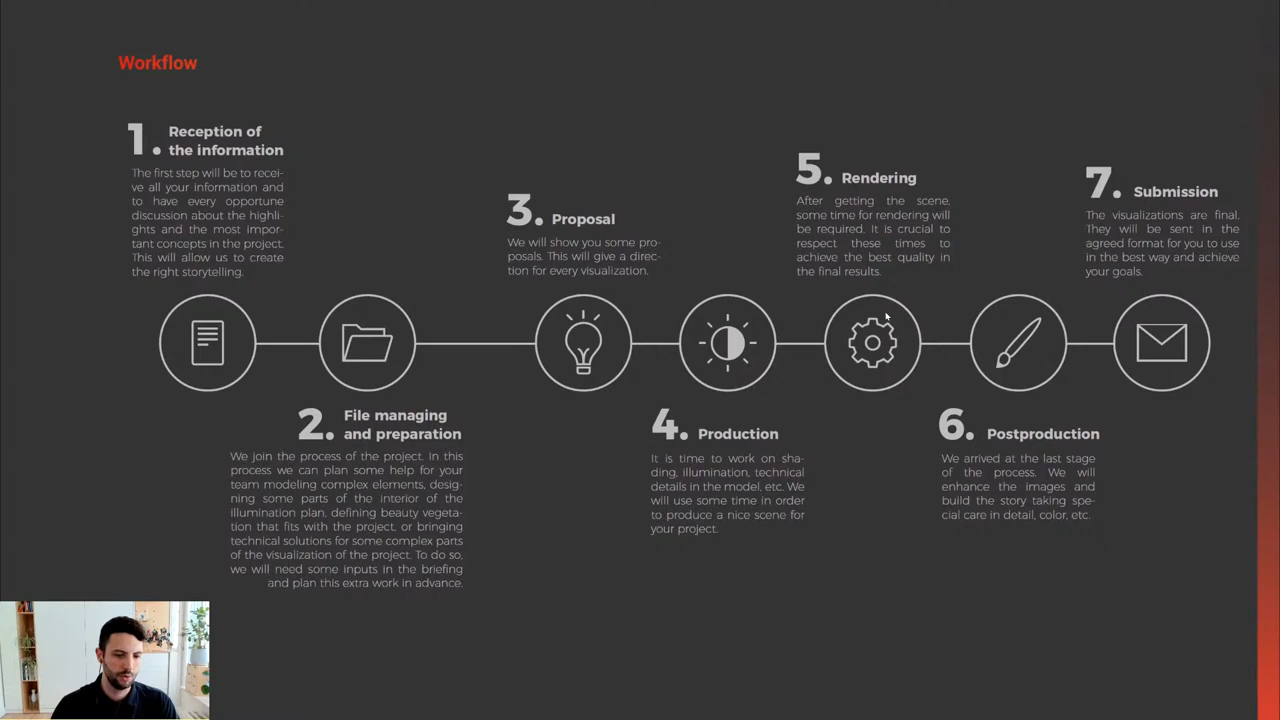 Workflow
1. Reception of
the information
The first step will be to recei-
ve all your information and
to have every opportune
discussion about the highli-
ghts and the most impor-
tant concepts in the project.
This will allow us to create
the right storytelling.
2. File managing
and preparation
We join the process of the project. In this
process we can plan some help for your
team modeling complex elements, desig-
ning some parts of the interior of the
illumination plan, defining beauty vegeta-
tion that fits with the project, or bringing
technical solutions for some complex parts
of the visualization of the project. To do so,
we will need some inputs in the briefing
and plan this extra work in advance.
3. Proposal
We will show you some pro-
posals. This will give a direc-
tion for every visualization.
4. Production
It is time to work on sha-
ding, illumination, technical
details in the model, etc. We
will use some time in order
to produce a nice scene for
your project.
5. Rendering
After getting the scene,
some time for rendering will
be required. It is crucial to
respect these times to
achieve the best quality in
the final results.
6. Postproduction
We arrived at the last stage
of the process. We will
enhance the images and
build the story taking spe-
cial care in detail, color, etc.
7. Submission
The visualizations are final.
They will be sent in the
agreed format for you to use
in the best way and achieve
your goals.